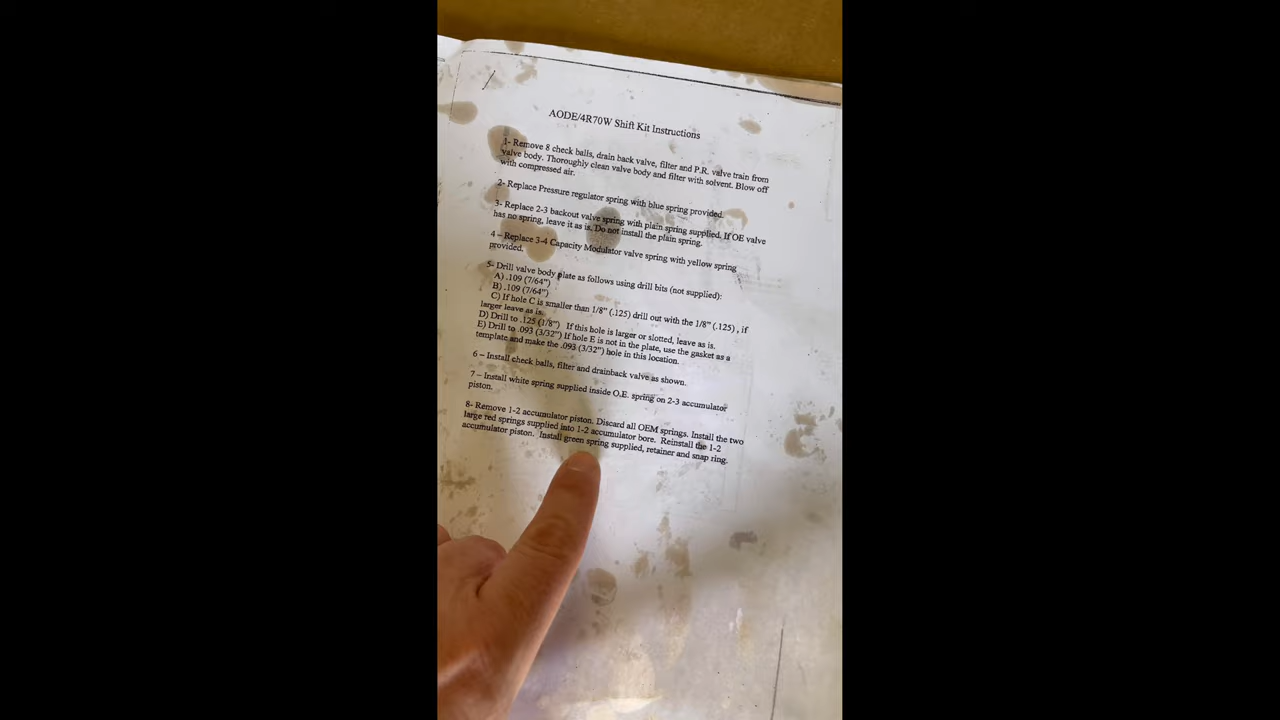 AODE/4R70W Shift Kit Instructions
1- Remove 8 check balls, drain back valve, filter and P.R. valve train from
valve body. Thoroughly clean valve body and filter with solvent. Blow off
with compressed air.
2- Replace Pressure regulator spring with blue spring provided.
3- Replace 2-3 backout valve spring with plain spring supplied. If OE valve
has no spring, leave it as is. Do not install the plain spring.
4 – Replace 3-4 Capacity Modulator valve spring with yellow spring
provided.
5- Drill valve body plate as follows using drill bits (not supplied):
A) .109 (7/64")
B) .109 (7/64")
C) If hole C is smaller than 1/8" (.125) drill out with the 1/8" (.125) , if
larger leave as is.
D) Drill to .125 (1/8") If this hole is larger or slotted, leave as is.
E) Drill to .093 (3/32") If hole E is not in the plate, use the gasket as a
template and make the .093 (3/32") hole in this location.
6 – Install check balls, filter and drainback valve as shown.
7 – Install white spring supplied inside O.E. spring on 2-3 accumulator
piston.
8- Remove 1-2 accumulator piston. Discard all OEM springs. Install the two
large red springs supplied into 1-2 accumulator bore. Reinstall the 1-2
accumulator piston. Install green spring supplied, retainer and snap ring.